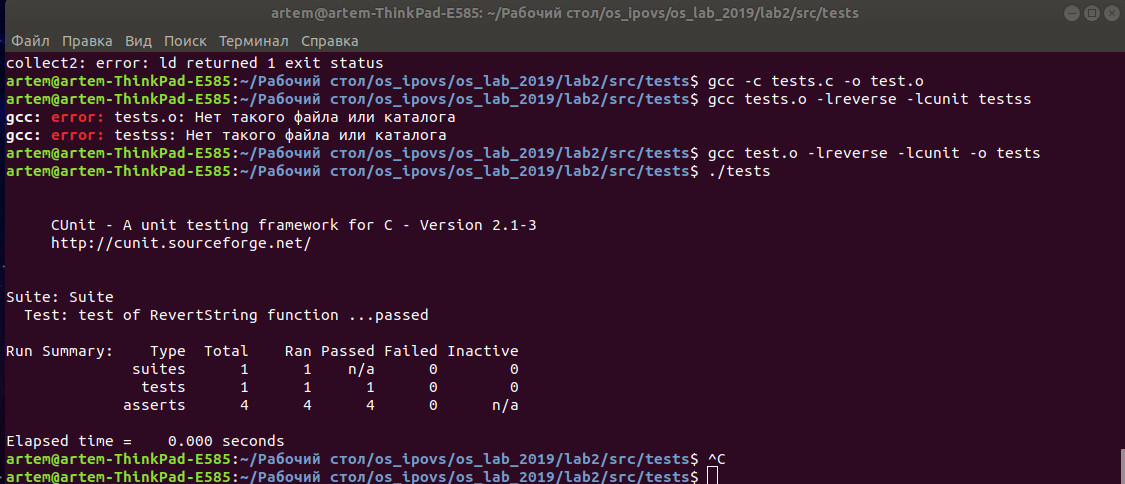 artem@artem-ThinkPad-E585: ~/Рабочий стол/os_ipovs/os_lab_2019/lab2/src/tests
Файл Правка Вид Поиск Терминал Справка
collect2: error: ld returned 1 exit status
artem@artem-ThinkPad-E585:~/Рабочий стол/os_ipovs/os_lab_2019/lab2/src/tests$ gcc -c tests.c -o test.o
artem@artem-ThinkPad-E585:~/Рабочий стол/os_ipovs/os_lab_2019/lab2/src/tests$ gcc tests.o -lreverse -lcunit testss
gcc: error: tests.o: Нет такого файла или каталога
gcc: error: testss: Нет такого файла или каталога
artem@artem-ThinkPad-E585:~/Рабочий стол/os_ipovs/os_lab_2019/lab2/src/tests$ gcc test.o -lreverse -lcunit -o tests
artem@artem-ThinkPad-E585:~/Рабочий стол/os_ipovs/os_lab_2019/lab2/src/tests$ ./tests
CUnit - A unit testing framework for C - Version 2.1-3
http://cunit.sourceforge.net/
Suite: Suite
Test: test of RevertString function ...passed
Run Summary: Type Total Ran Passed Failed Inactive
suites 1 1 n/a 0 0
tests 1 1 1 0 0
asserts 4 4 4 0 n/a
Elapsed time = 0.000 seconds
artem@artem-ThinkPad-E585:~/Рабочий стол/os_ipovs/os_lab_2019/lab2/src/tests$ ^C
artem@artem-ThinkPad-E585:~/Рабочий стол/os_ipovs/os_lab_2019/lab2/src/tests$